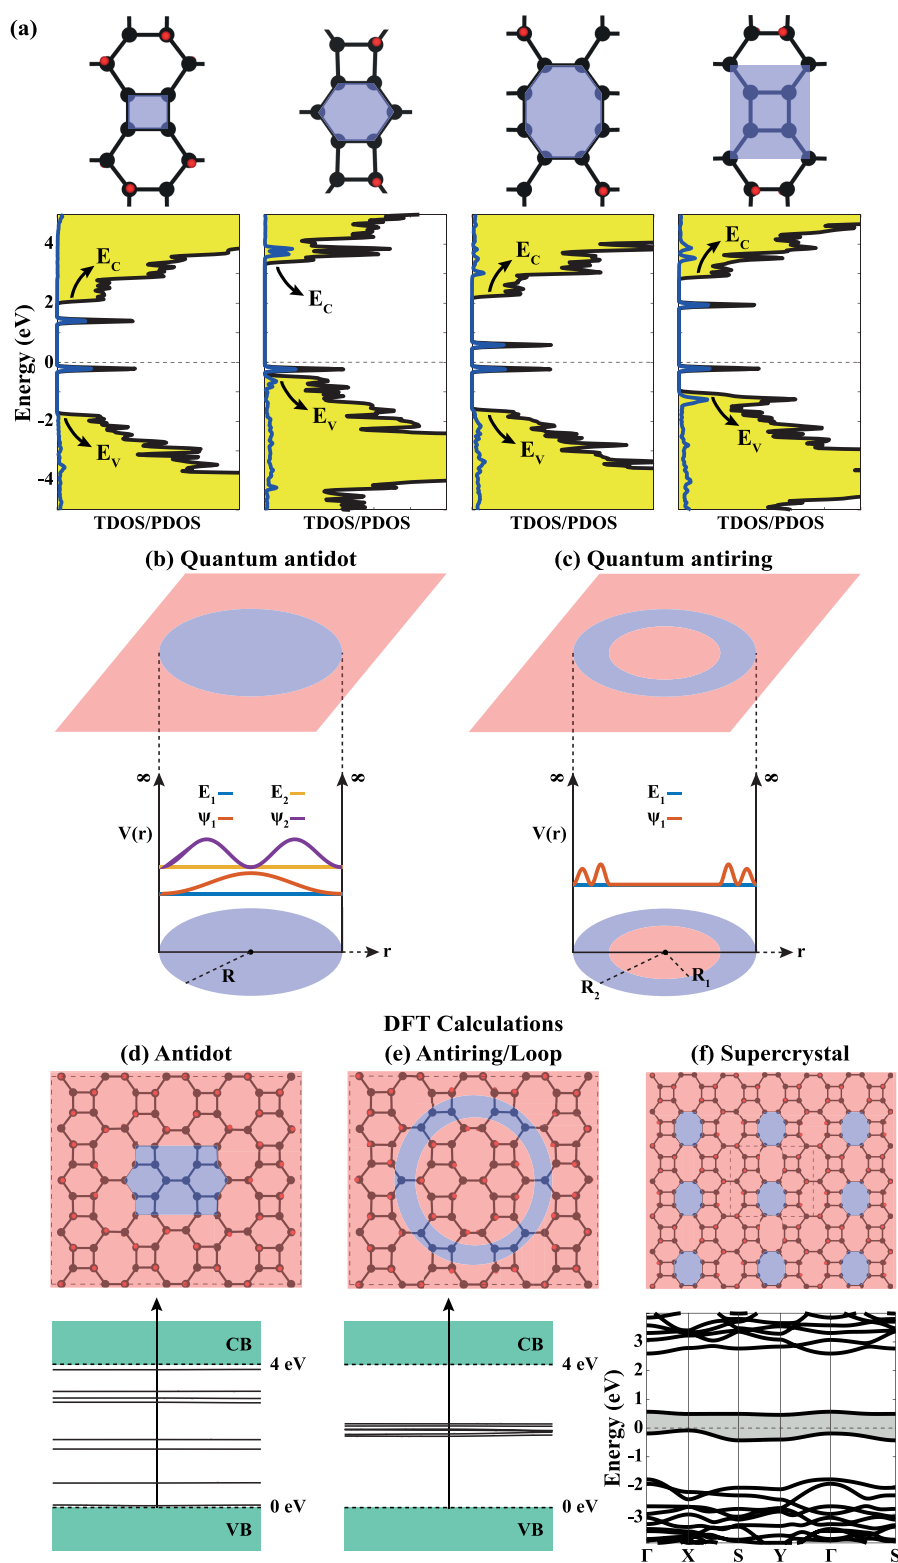 (a)
E_C
E_C
E_C
E_C
E_V
E_V
E_V
E_V
Energy (eV)
4
2
0
-2
-4
TDOS/PDOS
TDOS/PDOS
TDOS/PDOS
TDOS/PDOS
(b) Quantum antidot
(c) Quantum antiring
∞
∞
∞
∞
E_1
E_2
ψ_1
ψ_2
V(r)
E_1
ψ_1
V(r)
r
R
r
R_1
R_2
DFT Calculations
(d) Antidot
(e) Antiring/Loop
(f) Supercrystal
CB
4 eV
0 eV
VB
CB
4 eV
0 eV
VB
Energy (eV)
3
2
1
0
-1
-2
-3
Γ X S Y Γ S